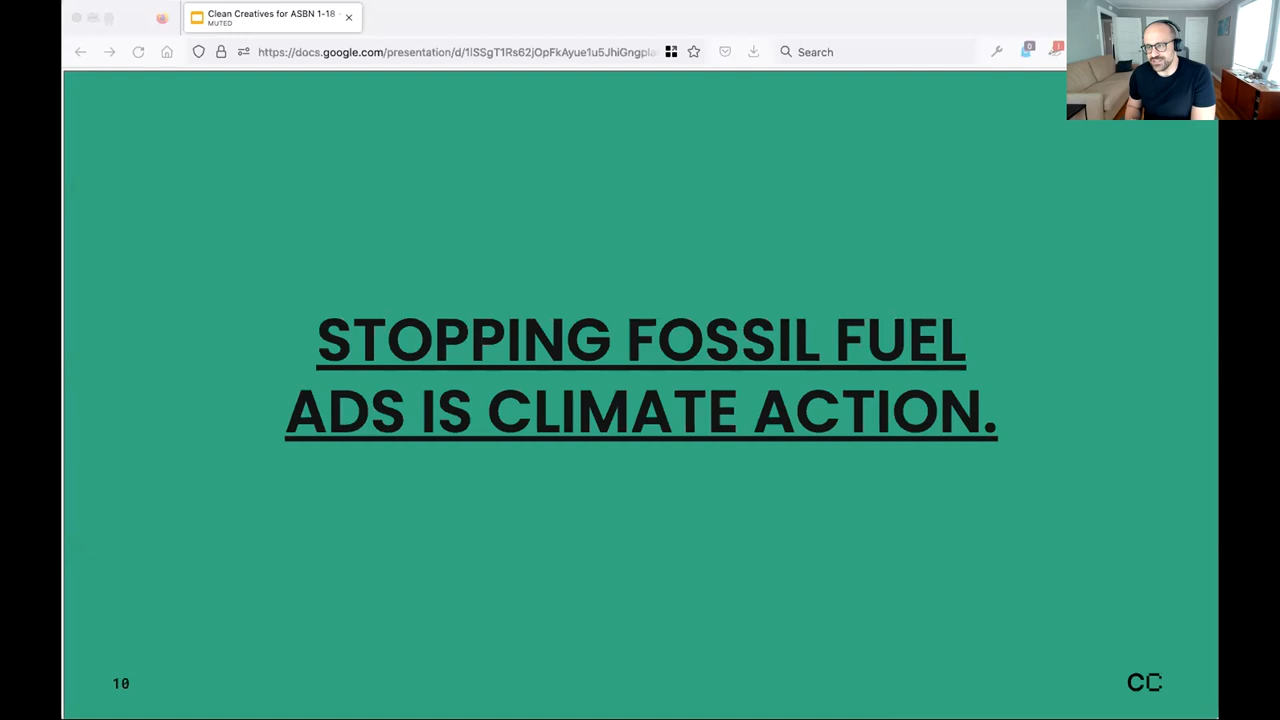 Clean Creatives for ASBN 1-18
MUTED
https://docs.google.com/presentation/d/
Search
STOPPING FOSSIL FUEL
ADS IS CLIMATE ACTION.
10
CC